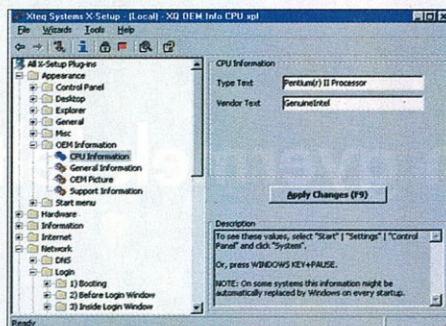 Xteq Systems X-Setup - (Local) - XQ OEM Info CPU xpl
File Wizards Tools Help
All X-Setup Plug-ins
Appearance
Control Panel
Desktop
Explorer
General
Misc
OEM Information
CPU Information
General Information
OEM Picture
Support Information
Start menu
Hardware
Information
Internet
Network
DNS
Login
1) Booting
2) Before Login Window
3) Inside Login Window
CPU Information
Type Text Pentium(r) II Processor
Vendor Text GenuineIntel
Apply Changes (F9)
Description
To see these values, select "Start" | "Settings" | "Control
Panel" and click "System".
Or, press WINDOWS KEY+PAUSE.
NOTE: On some systems this information might be
automatically replaced by Windows on every startup.
Ready